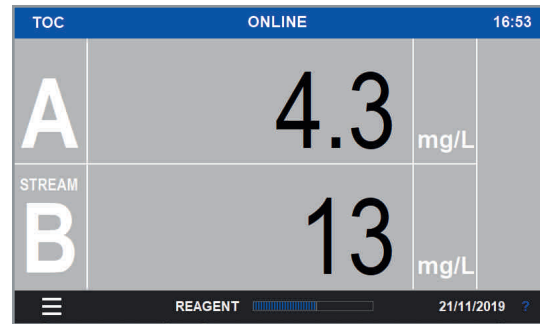 TOC ONLINE 16:53
A 4.3 mg/L
STREAM
B 13 mg/L
REAGENT 21/11/2019 ?